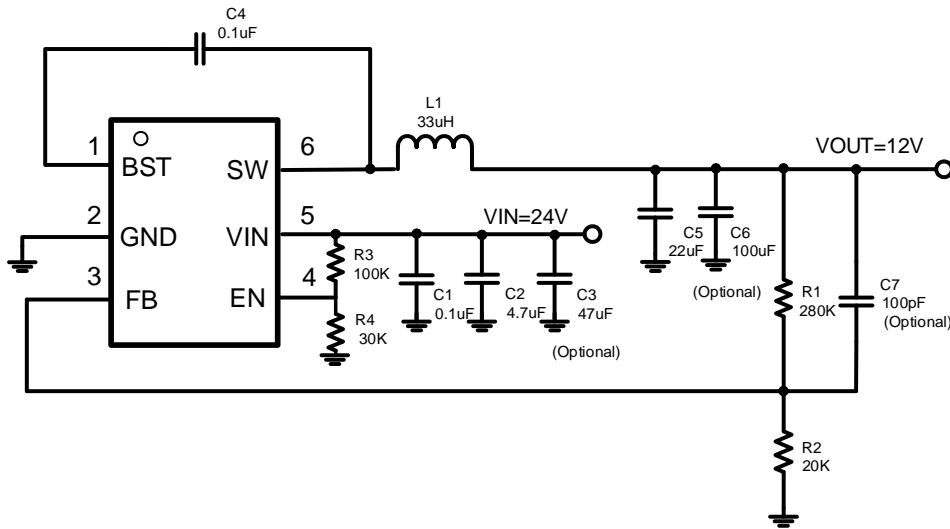 C4
0.1uF
L1
33uH
1
BST
6
SW
VOUT=12V
2
GND
5
VIN
VIN=24V
3
FB
4
EN
R3
100K
R4
30K
C1
0.1uF
C2
4.7uF
C3
47uF
(Optional)
C5
22uF
C6
100uF
(Optional)
R1
280K
C7
100pF
(Optional)
R2
20K